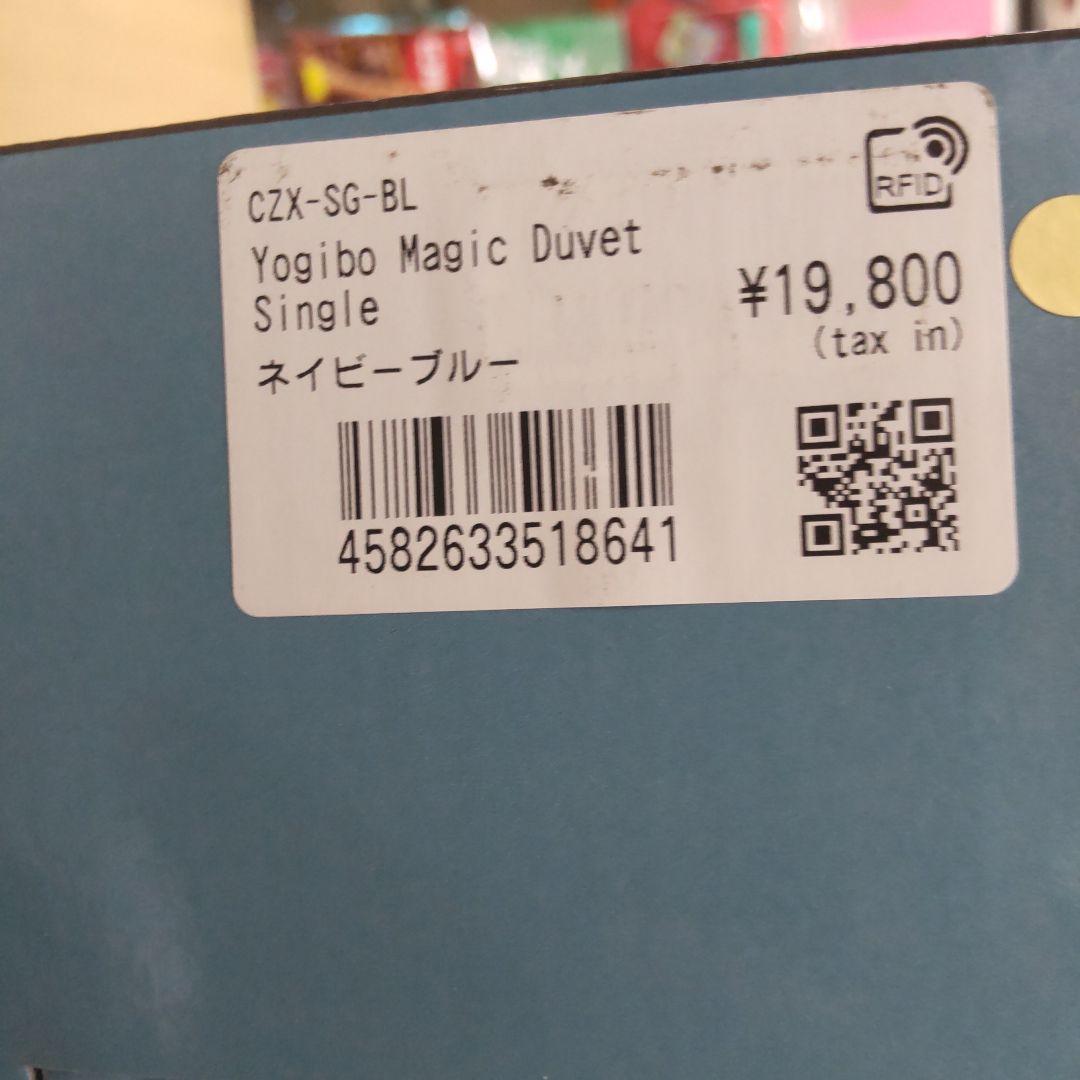 CZX-SG-BL
RFID
Yogibo Magic Duvet
Single
¥19,800
(tax in)
ネイビーブルー
4582633518641